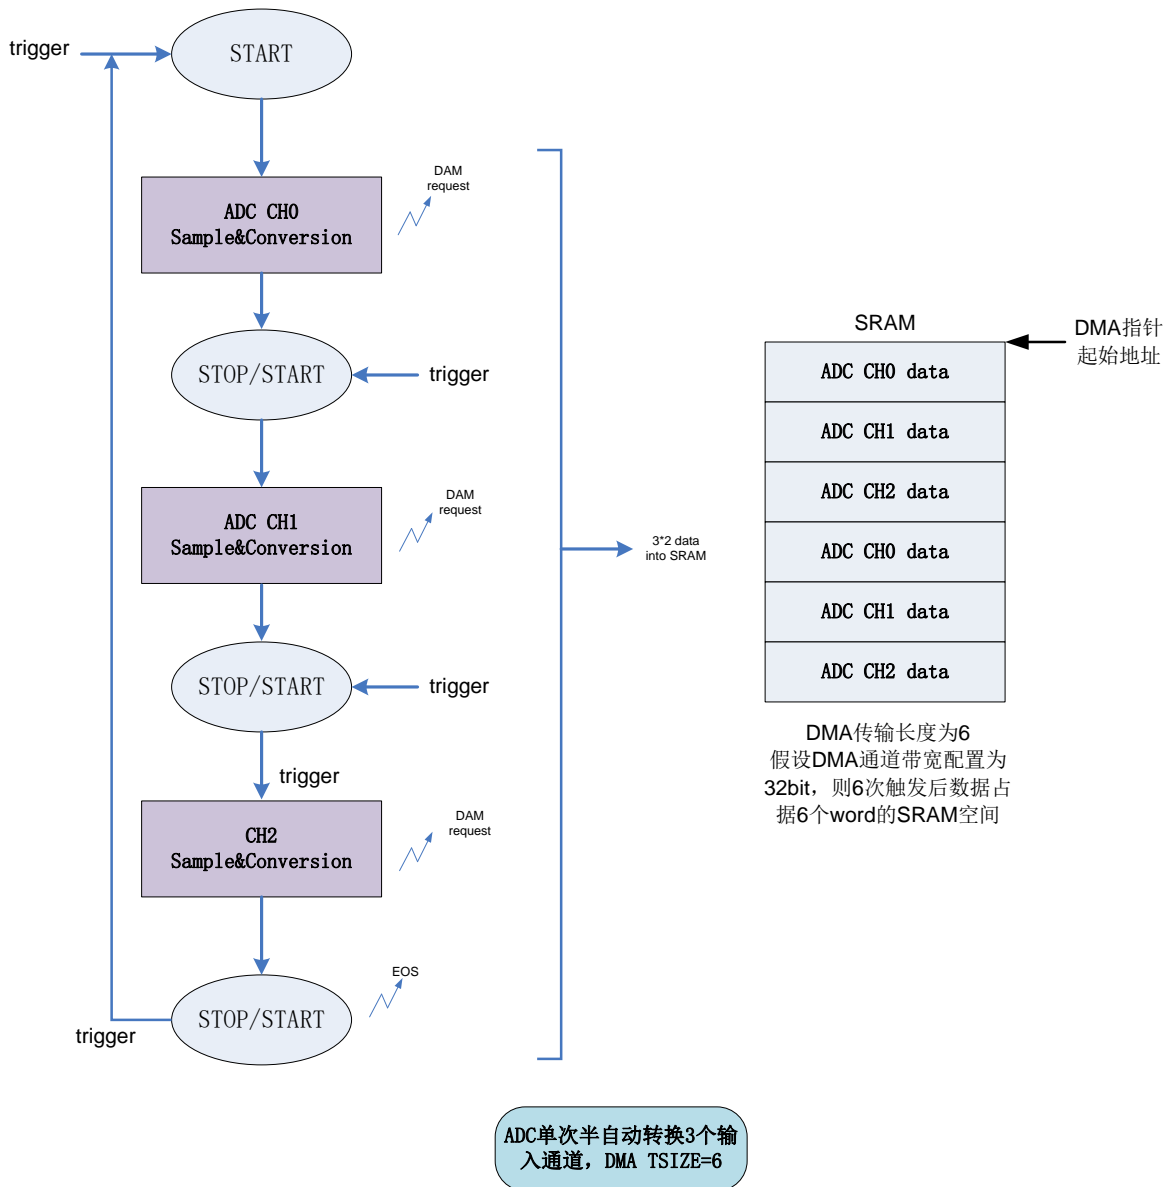 trigger
START
DAM
request
ADC CH0
Sample&Conversion
STOP/START
trigger
DAM
request
ADC CH1
Sample&Conversion
STOP/START
trigger
trigger
DAM
request
CH2
Sample&Conversion
EOS
STOP/START
trigger
3*2 data
into SRAM
SRAM
DMA指针
起始地址
ADC CH0 data
ADC CH1 data
ADC CH2 data
ADC CH0 data
ADC CH1 data
ADC CH2 data
DMA传输长度为6
假设DMA通道带宽配置为
32bit，则6次触发后数据占
据6个word的SRAM空间
ADC单次半自动转换3个输
入通道，DMA TSIZE=6